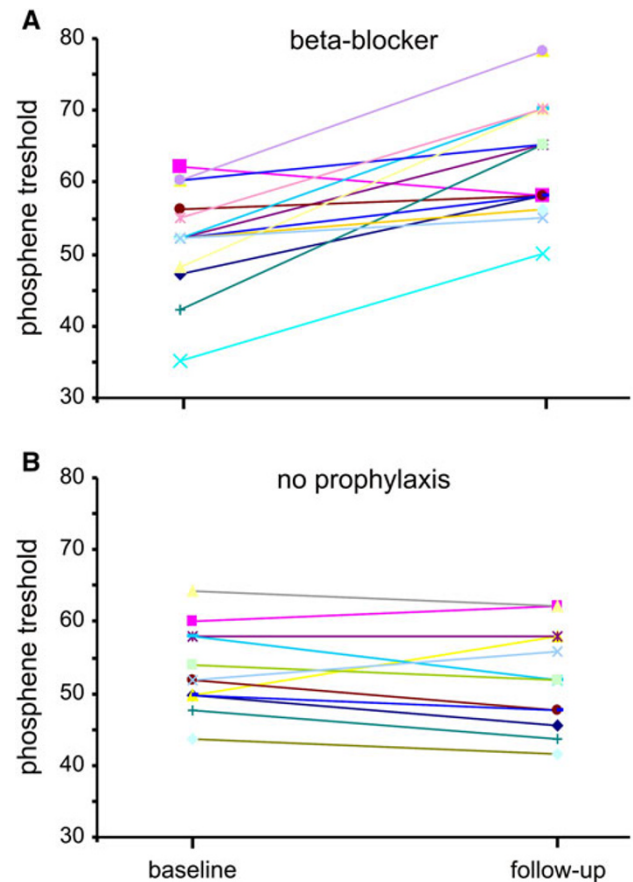 A
beta-blocker
phosphene treshold
80
70
60
50
40
30
B
no prophylaxis
phosphene treshold
80
70
60
50
40
30
baseline
follow-up